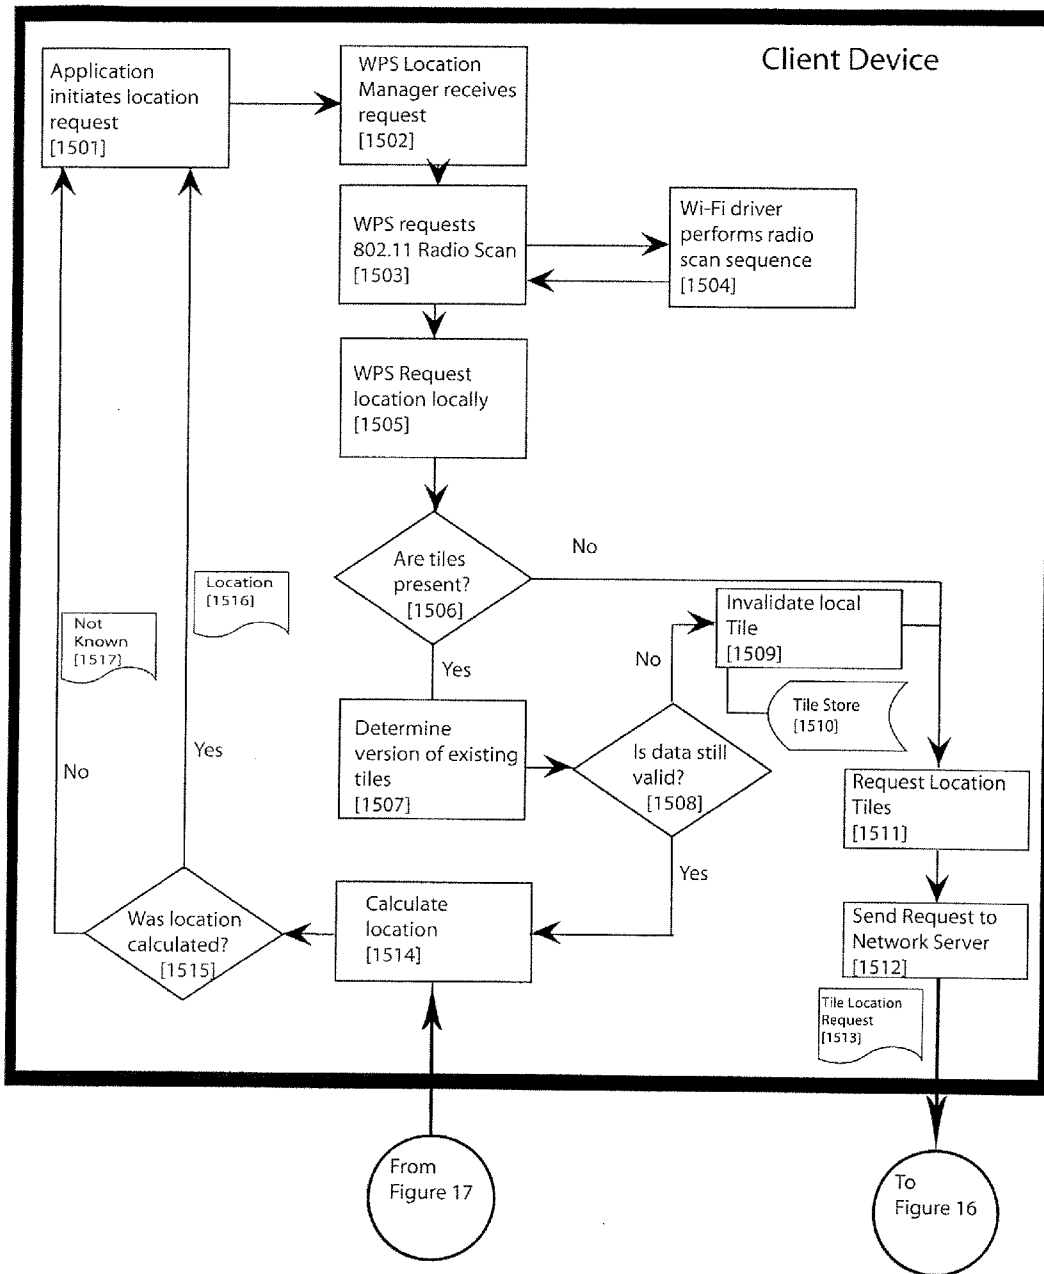 Client Device
Application
initiates location
request
[1501]
WPS Location
Manager receives
request
[1502]
WPS requests
802.11 Radio Scan
[1503]
Wi-Fi driver
performs radio
scan sequence
[1504]
WPS Request
location locally
[1505]
Are tiles
present?
[1506]
No
Yes
Location
[1516]
Not
Known
[1517]
Invalidate local
Tile
[1509]
No
Tile Store
[1510]
Determine
version of existing
tiles
[1507]
Is data still
valid?
[1508]
Yes
No
Yes
Request Location
Tiles
[1511]
Was location
calculated?
[1515]
Calculate
location
[1514]
Send Request to
Network Server
[1512]
Tile Location
Request
[1513]
From
Figure 17
To
Figure 16